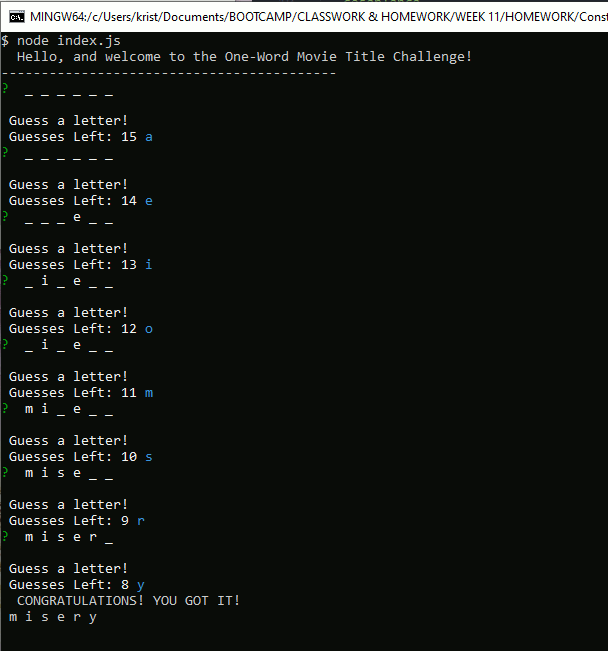 MINGW64:/c/Users/krist/Documents/BOOTCAMP/CLASSWORK & HOMEWORK/WEEK 11/HOMEWORK/Const
$ node index.js
Hello, and welcome to the One-Word Movie Title Challenge!
------------------------------------------
? _ _ _ _ _ _
Guess a letter!
Guesses Left: 15 a
? _ _ _ _ _ _
Guess a letter!
Guesses Left: 14 e
? _ _ _ e _ _
Guess a letter!
Guesses Left: 13 i
? _ i _ e _ _
Guess a letter!
Guesses Left: 12 o
? _ i _ e _ _
Guess a letter!
Guesses Left: 11 m
? m i _ e _ _
Guess a letter!
Guesses Left: 10 s
? m i s e _ _
Guess a letter!
Guesses Left: 9 r
? m i s e r _
Guess a letter!
Guesses Left: 8 y
CONGRATULATIONS! YOU GOT IT!
m i s e r y